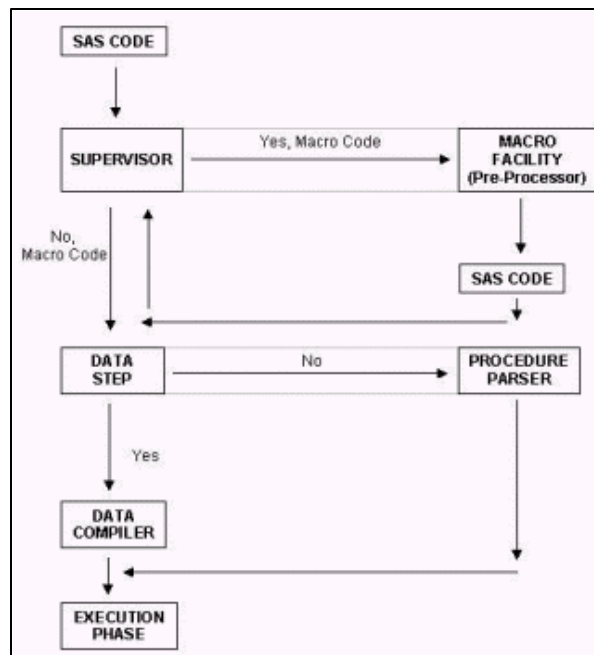 SAS CODE
Yes, Macro Code
SUPERVISOR
MACRO
FACILITY
(Pre-Processor)
No,
Macro Code
SAS CODE
DATA
STEP
No
PROCEDURE
PARSER
Yes
DATA
COMPILER
EXECUTION
PHASE